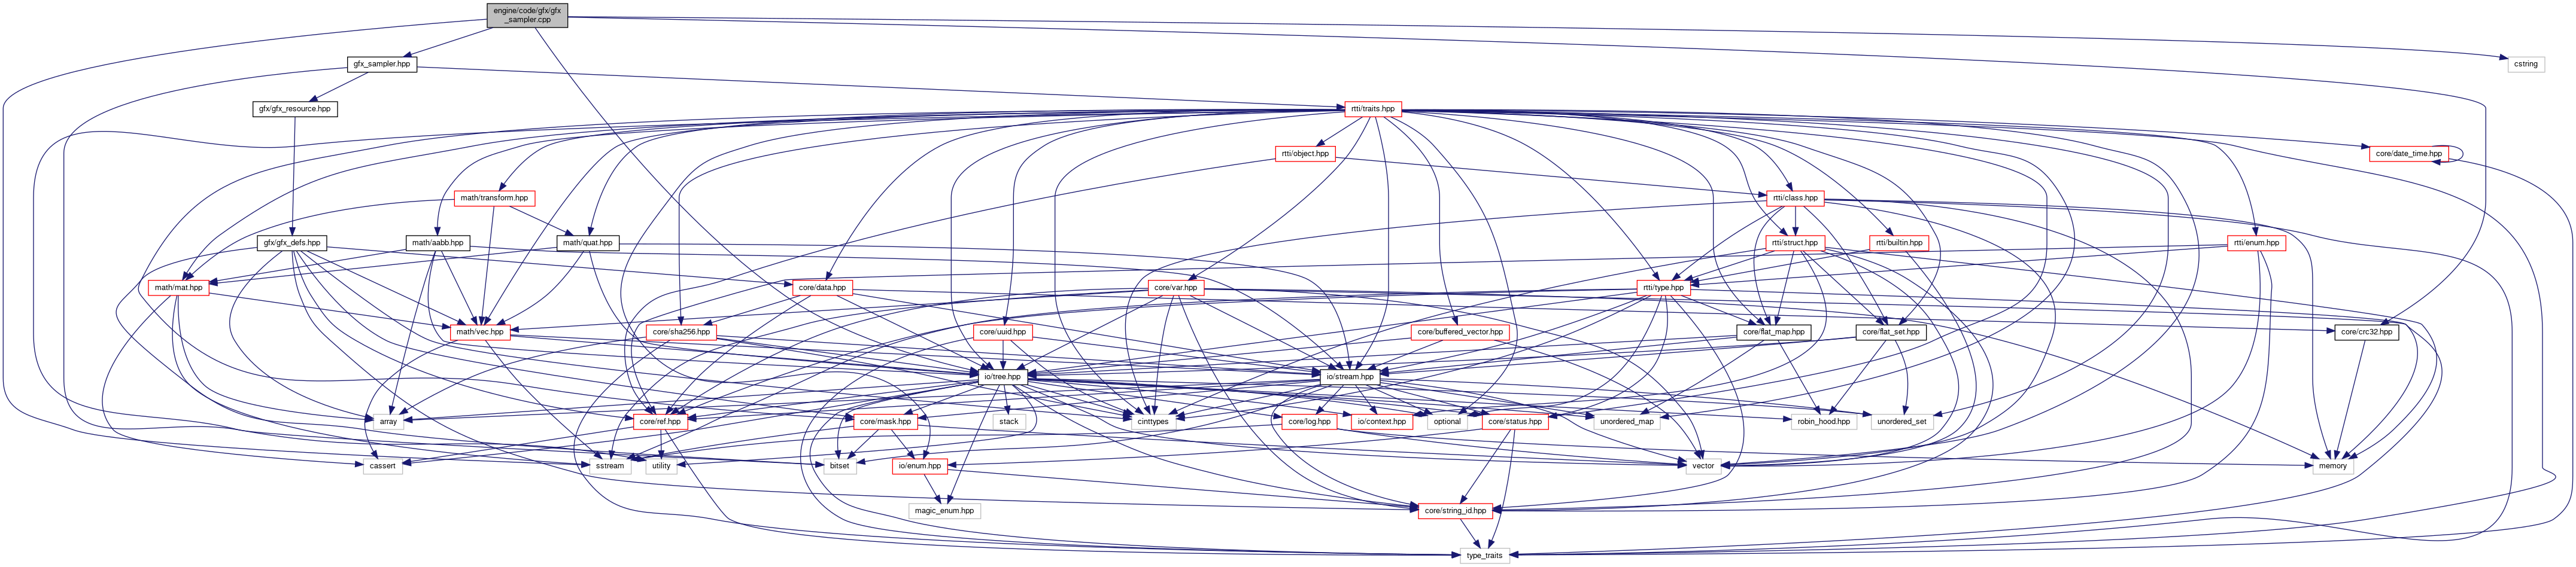 engine/code/gfx/gfx
_sampler.cpp
gfx_sampler.hpp
cstring
gfx/gfx_resource.hpp
rtti/traits.hpp
rtti/object.hpp
core/date_time.hpp
math/transform.hpp
rtti/class.hpp
gfx/gfx_defs.hpp
math/aabb.hpp
math/quat.hpp
rtti/struct.hpp
rtti/builtin.hpp
rtti/enum.hpp
math/mat.hpp
core/data.hpp
core/var.hpp
rtti/type.hpp
math/vec.hpp
core/sha256.hpp
core/uuid.hpp
core/buffered_vector.hpp
core/flat_map.hpp
core/flat_set.hpp
core/crc32.hpp
io/tree.hpp
io/stream.hpp
array
core/ref.hpp
core/mask.hpp
stack
cinttypes
core/log.hpp
io/context.hpp
optional
core/status.hpp
unordered_map
robin_hood.hpp
unordered_set
cassert
sstream
utility
bitset
io/enum.hpp
vector
memory
magic_enum.hpp
core/string_id.hpp
type_traits